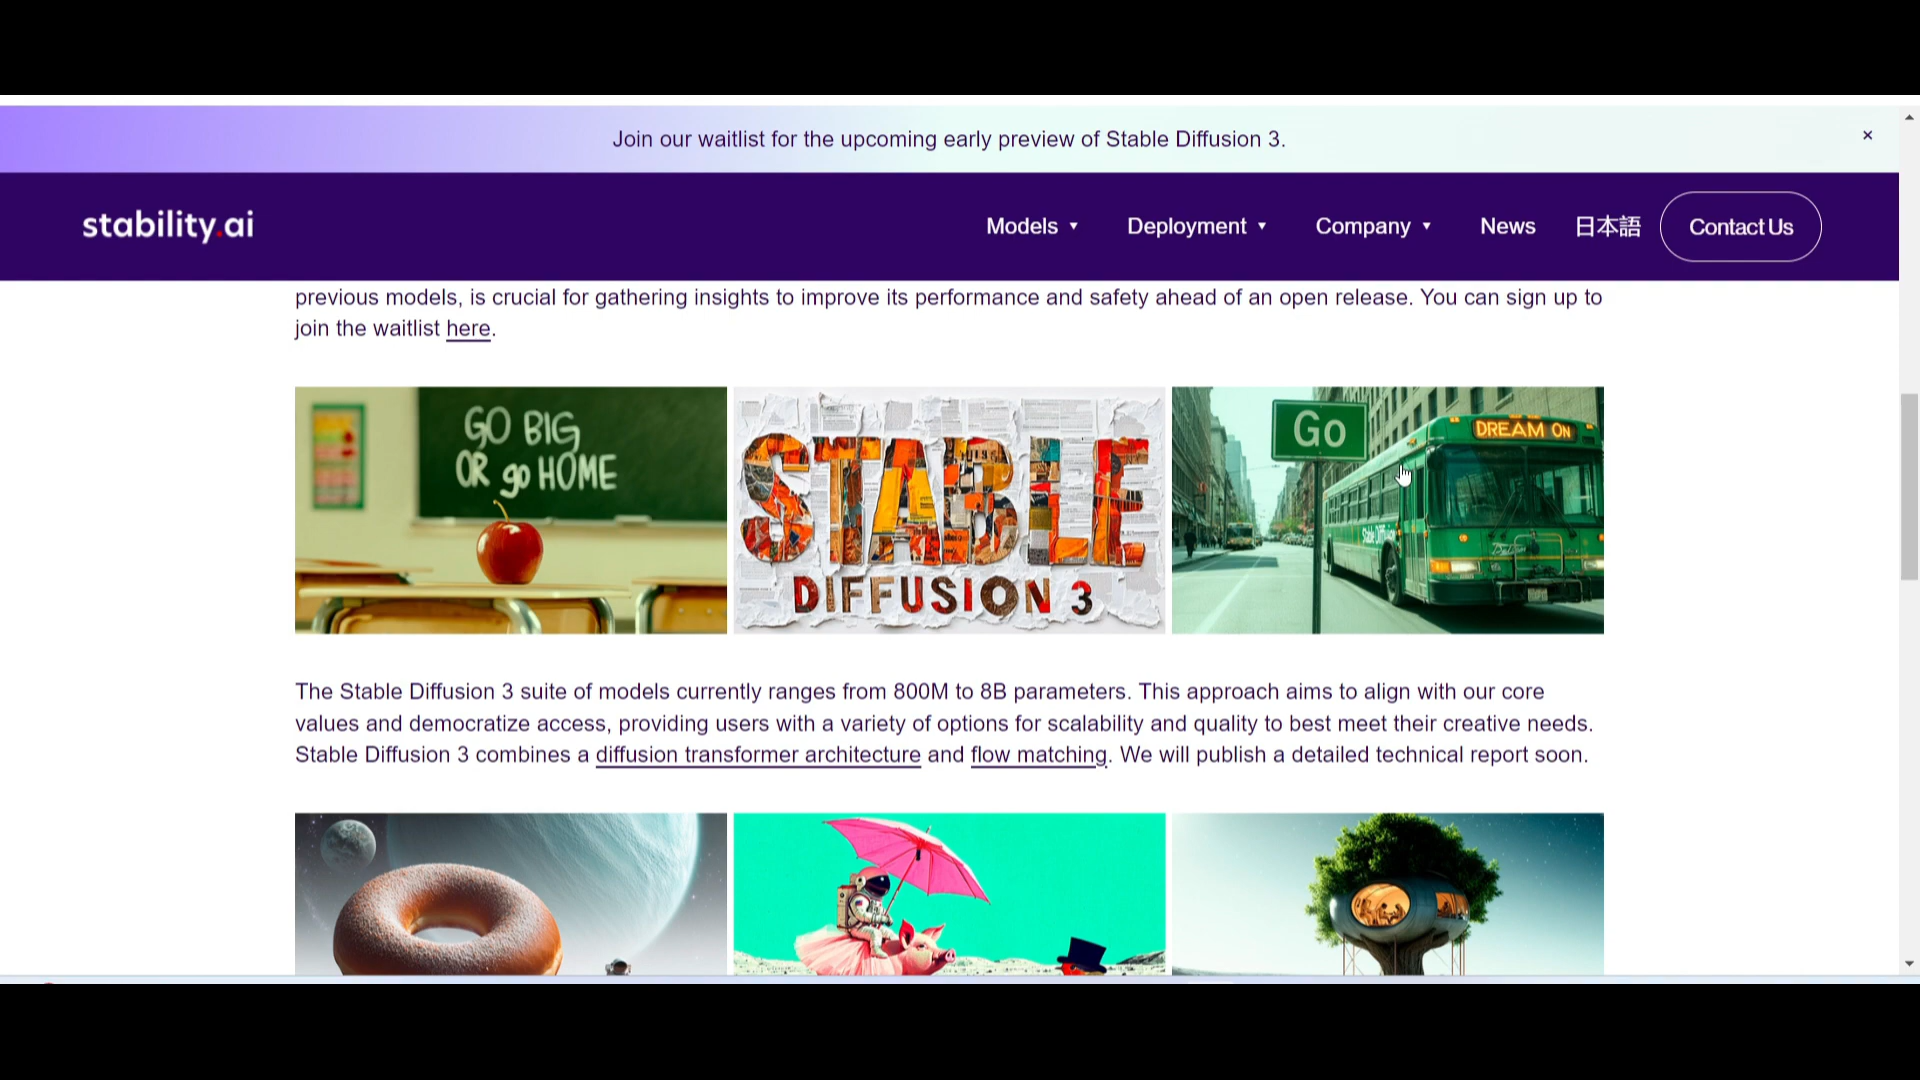 Join our waitlist for the upcoming early preview of Stable Diffusion 3.
×
stability.ai
Models
Deployment
Company
News
日本語
Contact Us
previous models, is crucial for gathering insights to improve its performance and safety ahead of an open release. You can sign up to
join the waitlist here.
GO BIG
OR go HOME
STABLE
DIFFUSION 3
Go
DREAM ON
Stable Diffusion
The Stable Diffusion 3 suite of models currently ranges from 800M to 8B parameters. This approach aims to align with our core
values and democratize access, providing users with a variety of options for scalability and quality to best meet their creative needs.
Stable Diffusion 3 combines a diffusion transformer architecture and flow matching. We will publish a detailed technical report soon.